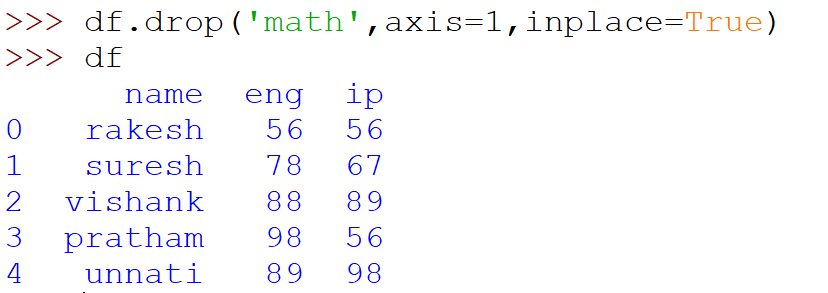 >>> df.drop('math',axis=1,inplace=True)
>>> df
name eng ip
0 rakesh 56 56
1 suresh 78 67
2 vishank 88 89
3 pratham 98 56
4 unnati 89 98